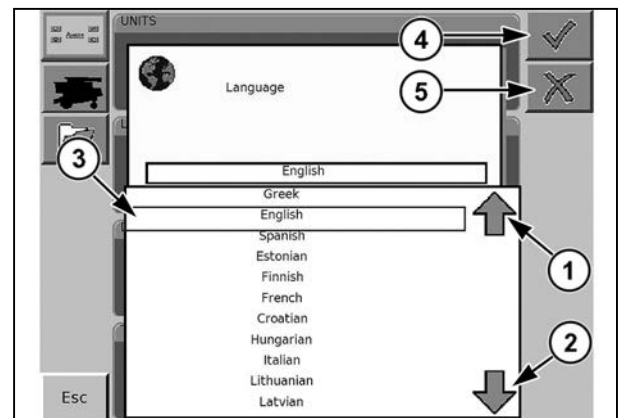 UNITS
4
Language
5
3
English
Greek
English
Spanish
Estonian
1
Finnish
French
Croatian
Hungarian
2
Italian
Lithuanian
Esc
Latvian